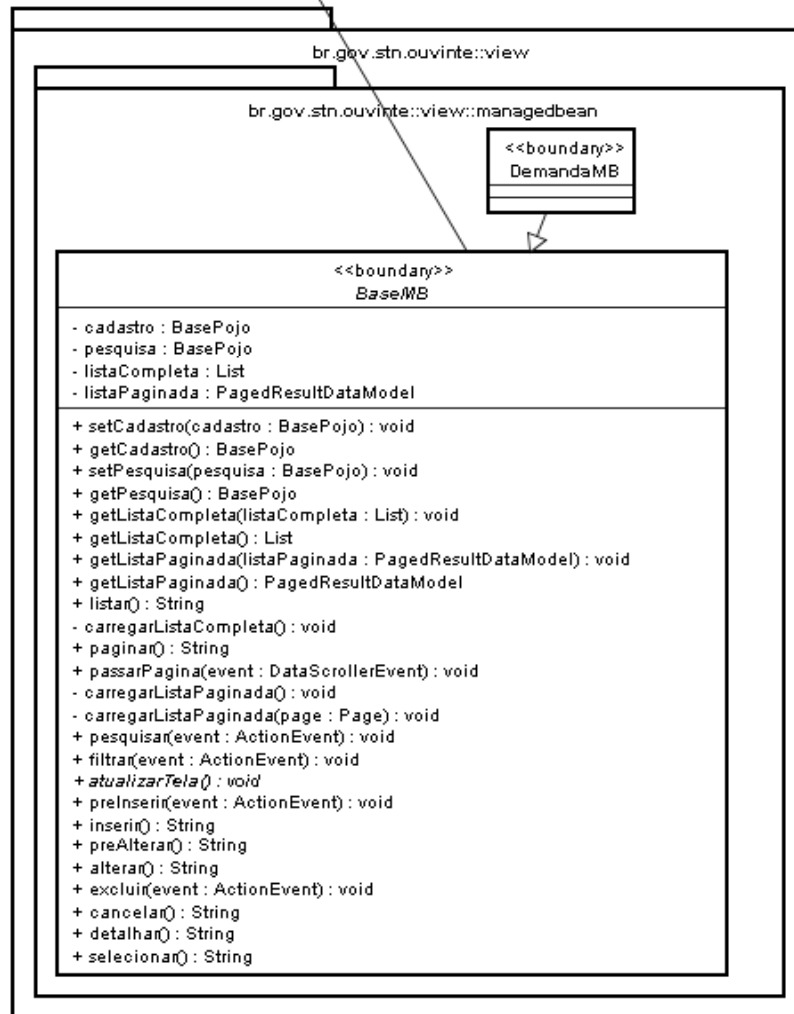 br.gov.stn.ouvinte::view
br.gov.stn.ouvinte::view::managedbean
<<boundary>>
DemandaMB
<<boundary>>
BaseMB
- cadastro : BasePojo
- pesquisa : BasePojo
- listaCompleta : List
- listaPaginada : PagedResultDataModel
+ setCadastro(cadastro : BasePojo) : void
+ getCadastro() : BasePojo
+ setPesquisa(pesquisa : BasePojo) : void
+ getPesquisa() : BasePojo
+ getListaCompleta(listaCompleta : List) : void
+ getListaCompleta() : List
+ getListaPaginada(listaPaginada : PagedResultDataModel) : void
+ getListaPaginada() : PagedResultDataModel
+ listar() : String
- carregarListaCompleta() : void
+ paginar() : String
+ passarPagina(event : DataScrollerEvent) : void
- carregarListaPaginada() : void
- carregarListaPaginada(page : Page) : void
+ pesquisar(event : ActionEvent) : void
+ filtrar(event : ActionEvent) : void
+ atualizarTela() : void
+ preInserir(event : ActionEvent) : void
+ inserir() : String
+ preAlterar() : String
+ alterar() : String
+ excluir(event : ActionEvent) : void
+ cancelar() : String
+ detalhar() : String
+ selecionar() : String